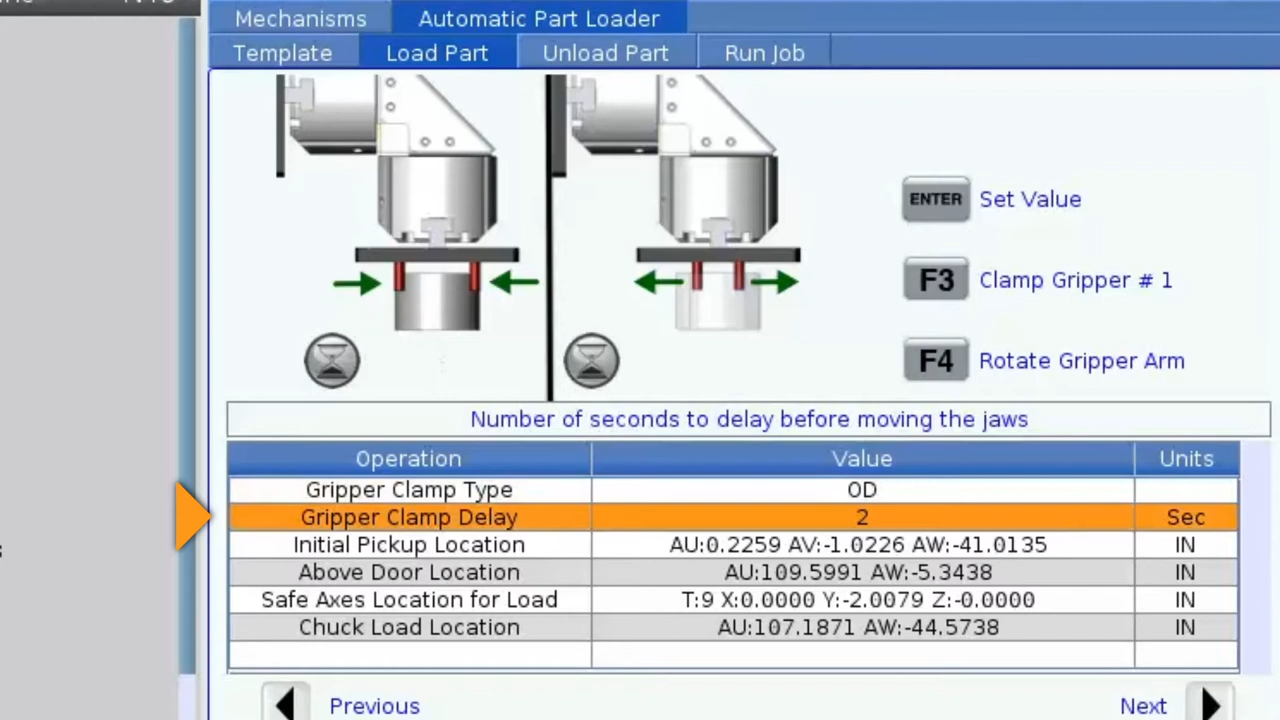 Mechanisms Automatic Part Loader
Template Load Part Unload Part Run Job
ENTER Set Value
F3 Clamp Gripper # 1
F4 Rotate Gripper Arm
Number of seconds to delay before moving the jaws
Operation Value Units
Gripper Clamp Type OD
Gripper Clamp Delay 2 Sec
Initial Pickup Location AU:0.2259 AV:-1.0226 AW:-41.0135 IN
Above Door Location AU:109.5991 AW:-5.3438 IN
Safe Axes Location for Load T:9 X:0.0000 Y:-2.0079 Z:-0.0000 IN
Chuck Load Location AU:107.1871 AW:-44.5738 IN
Previous Next